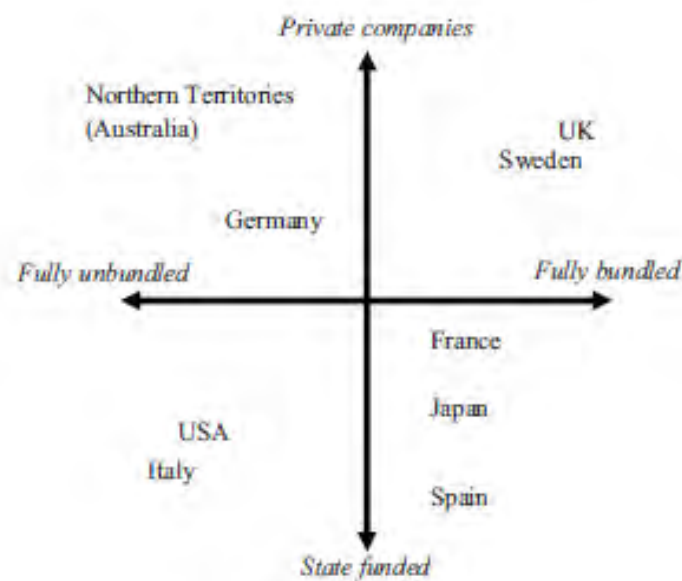 Private companies
Northern Territories
(Australia)
UK
Sweden
Germany
Fully unbundled
Fully bundled
France
Japan
USA
Italy
Spain
State funded